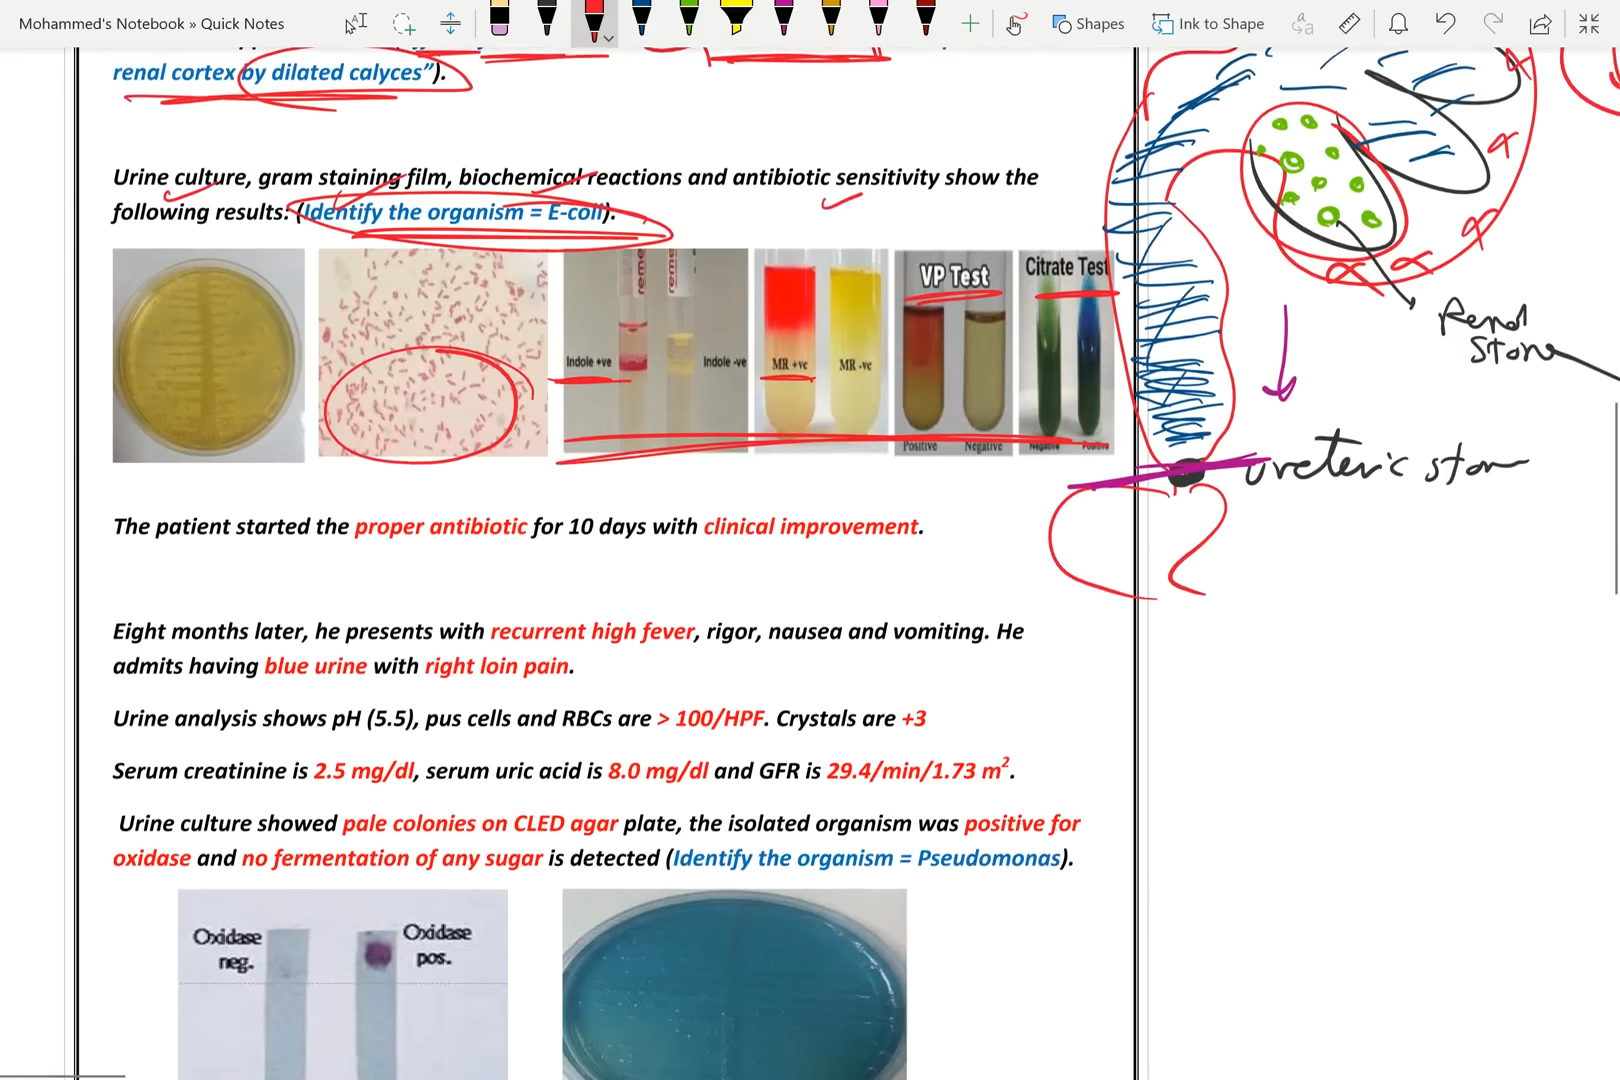 Mohammed's Notebook » Quick Notes
Shapes
Ink to Shape
renal cortex by dilated calyces”).
Urine culture, gram staining film, biochemical reactions and antibiotic sensitivity show the
following results: (Identify the organism = E-coli).
reme
reme
Indole +ve
Indole -ve
MR +ve
MR -ve
VP Test
Positive
Negative
Citrate Test
Negative
Positive
Renal
Stone
ureteric ston
The patient started the proper antibiotic for 10 days with clinical improvement.
Eight months later, he presents with recurrent high fever, rigor, nausea and vomiting. He
admits having blue urine with right loin pain.
Urine analysis shows pH (5.5), pus cells and RBCs are > 100/HPF. Crystals are +3
Serum creatinine is 2.5 mg/dl, serum uric acid is 8.0 mg/dl and GFR is 29.4/min/1.73 m².
Urine culture showed pale colonies on CLED agar plate, the isolated organism was positive for
oxidase and no fermentation of any sugar is detected (Identify the organism = Pseudomonas).
Oxidase
neg.
Oxidase
pos.